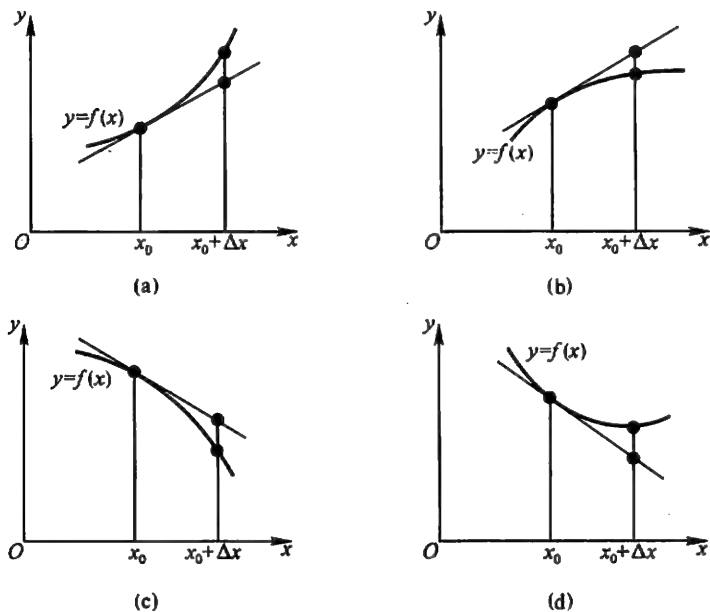 y
y=f(x)
O x₀ x₀+Δx x
(a)
y
y=f(x)
O x₀ x₀+Δx x
(b)
y
y=f(x)
O x₀ x₀+Δx x
(c)
y
y=f(x)
O x₀ x₀+Δx x
(d)